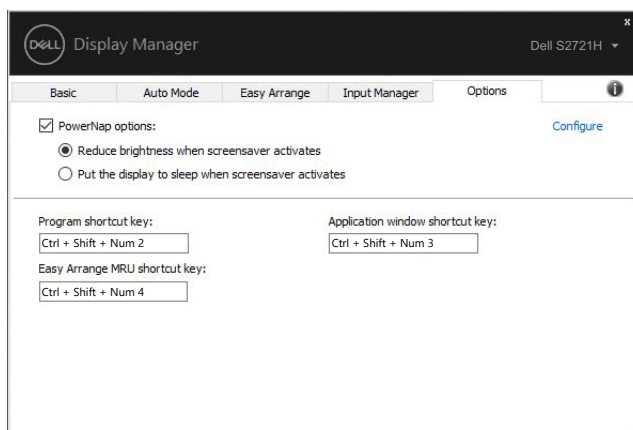 x
DELL Display Manager
Dell S2721H
Basic Auto Mode Easy Arrange Input Manager Options i
PowerNap options:
Configure
Reduce brightness when screensaver activates
Put the display to sleep when screensaver activates
Program shortcut key:
Application window shortcut key:
Ctrl + Shift + Num 2
Ctrl + Shift + Num 3
Easy Arrange MRU shortcut key:
Ctrl + Shift + Num 4